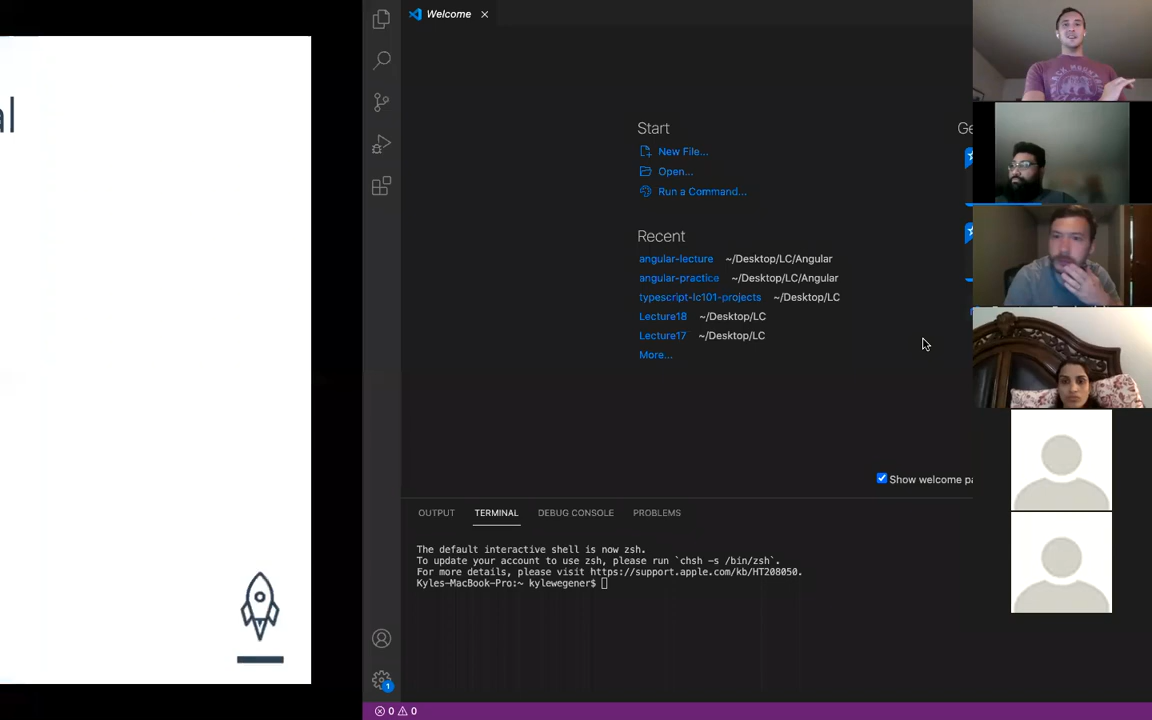 al
Welcome
Start
Ge
New File...
Open...
Run a Command...
Recent
angular-lecture ~/Desktop/LC/Angular
angular-practice ~/Desktop/LC/Angular
typescript-lc101-projects ~/Desktop/LC
Lecture18 ~/Desktop/LC
Lecture17 ~/Desktop/LC
More...
Show welcome pa
OUTPUT TERMINAL DEBUG CONSOLE PROBLEMS
The default interactive shell is now zsh.
To update your account to use zsh, please run `chsh -s /bin/zsh`.
For more details, please visit https://support.apple.com/kb/HT208050.
Kyles-MacBook-Pro:~ kylewegener$
1
0 0